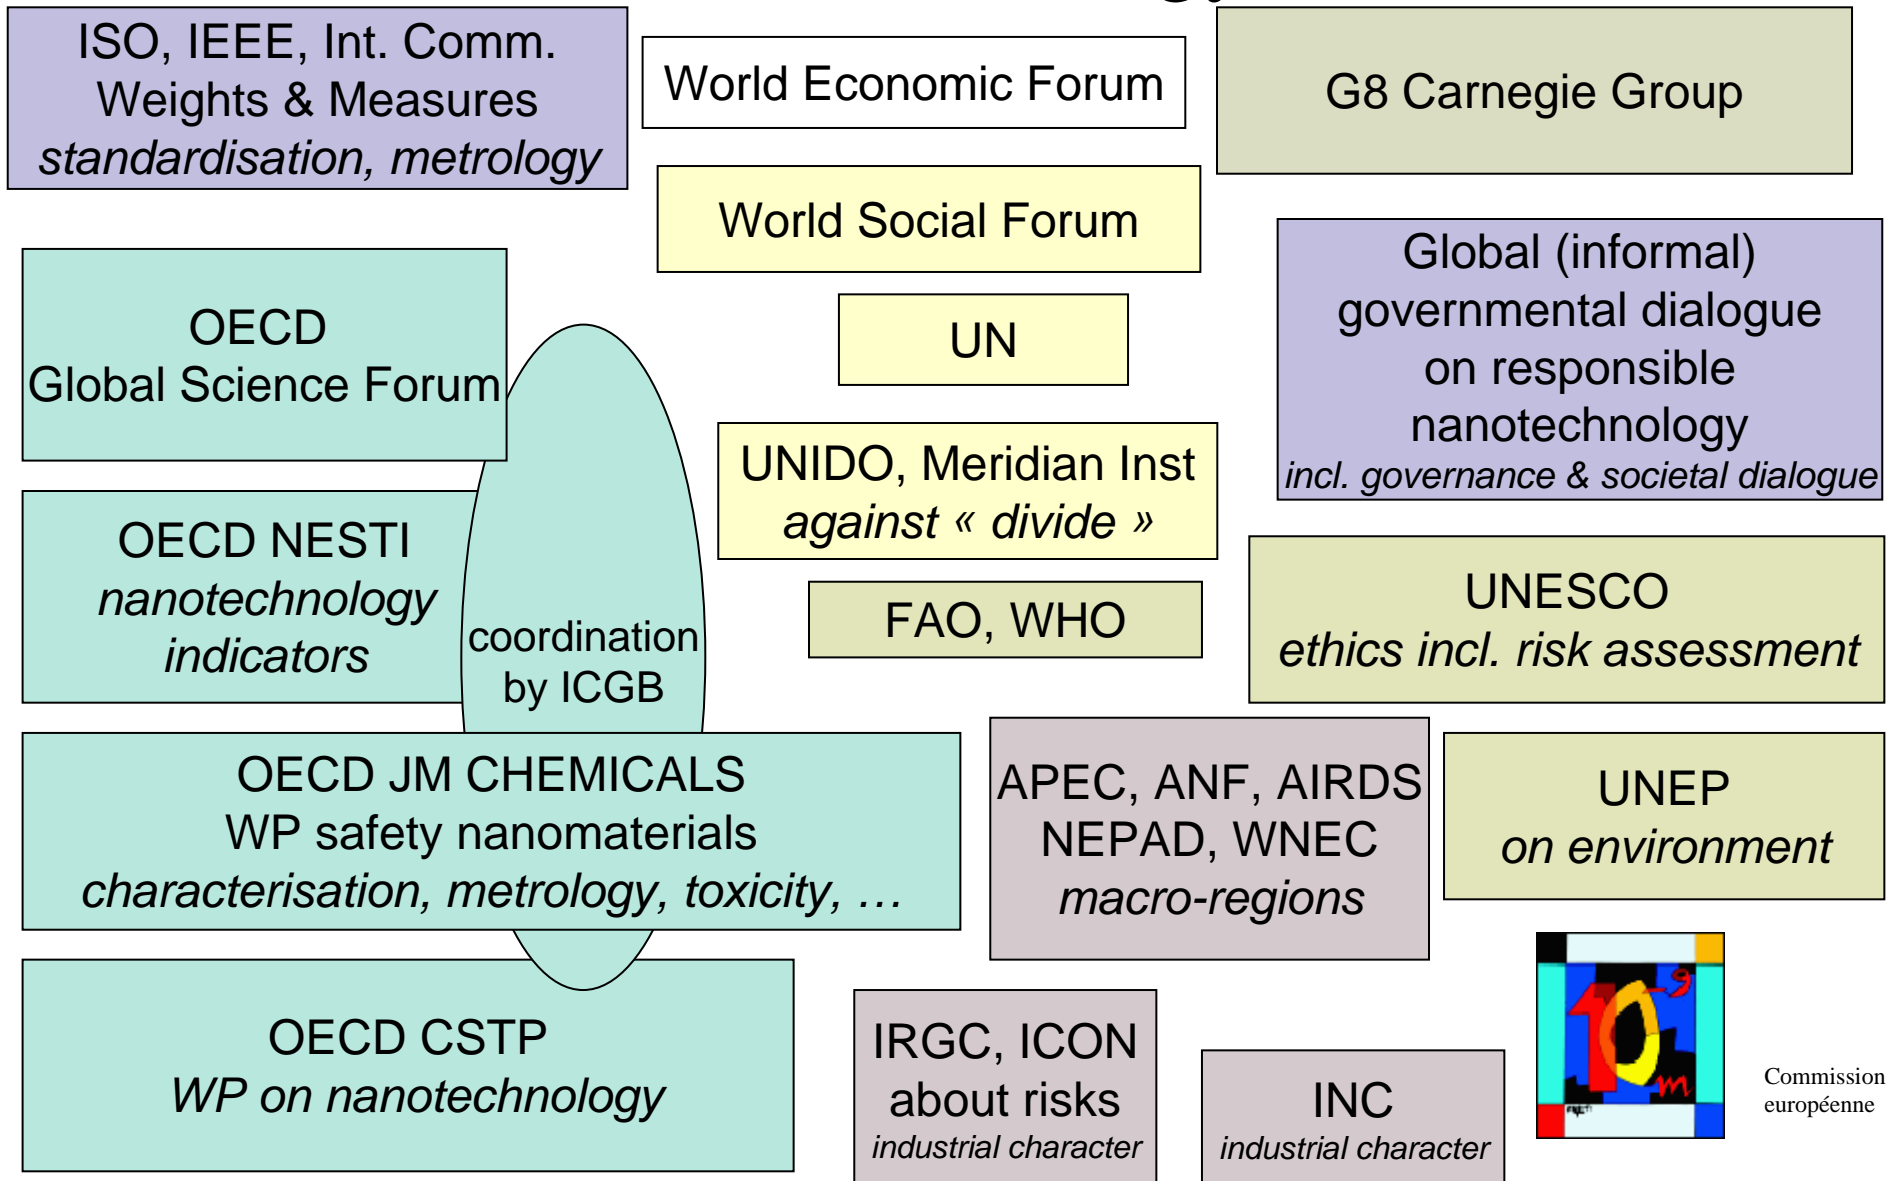 ISO, IEEE, Int. Comm.
Weights & Measures
standardisation, metrology
World Economic Forum
G8 Carnegie Group
World Social Forum
Global (informal)
governmental dialogue
on responsible
nanotechnology
incl. governance & societal dialogue
OECD
Global Science Forum
UN
UNIDO, Meridian Inst
against « divide »
OECD NESTI
nanotechnology
indicators
coordination
by ICGB
FAO, WHO
UNESCO
ethics incl. risk assessment
OECD JM CHEMICALS
WP safety nanomaterials
characterisation, metrology, toxicity, …
APEC, ANF, AIRDS
NEPAD, WNEC
macro-regions
UNEP
on environment
OECD CSTP
WP on nanotechnology
IRGC, ICON
about risks
industrial character
INC
industrial character
10-9
m
Commission
européenne